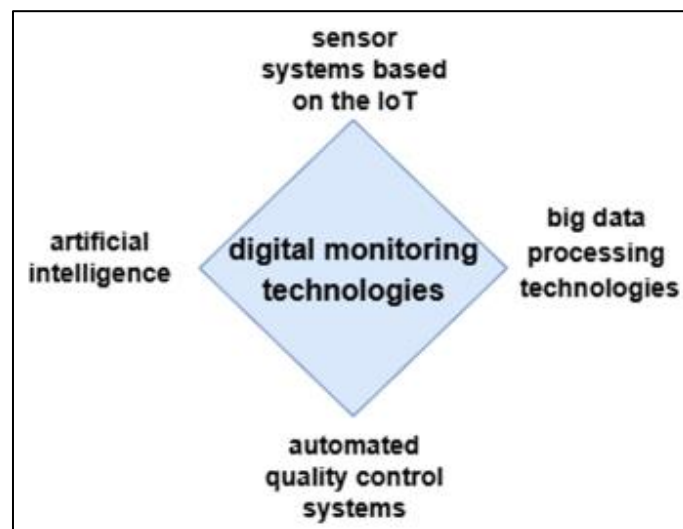 sensor
systems based
on the IoT
artificial
intelligence
digital monitoring
technologies
big data
processing
technologies
automated
quality control
systems